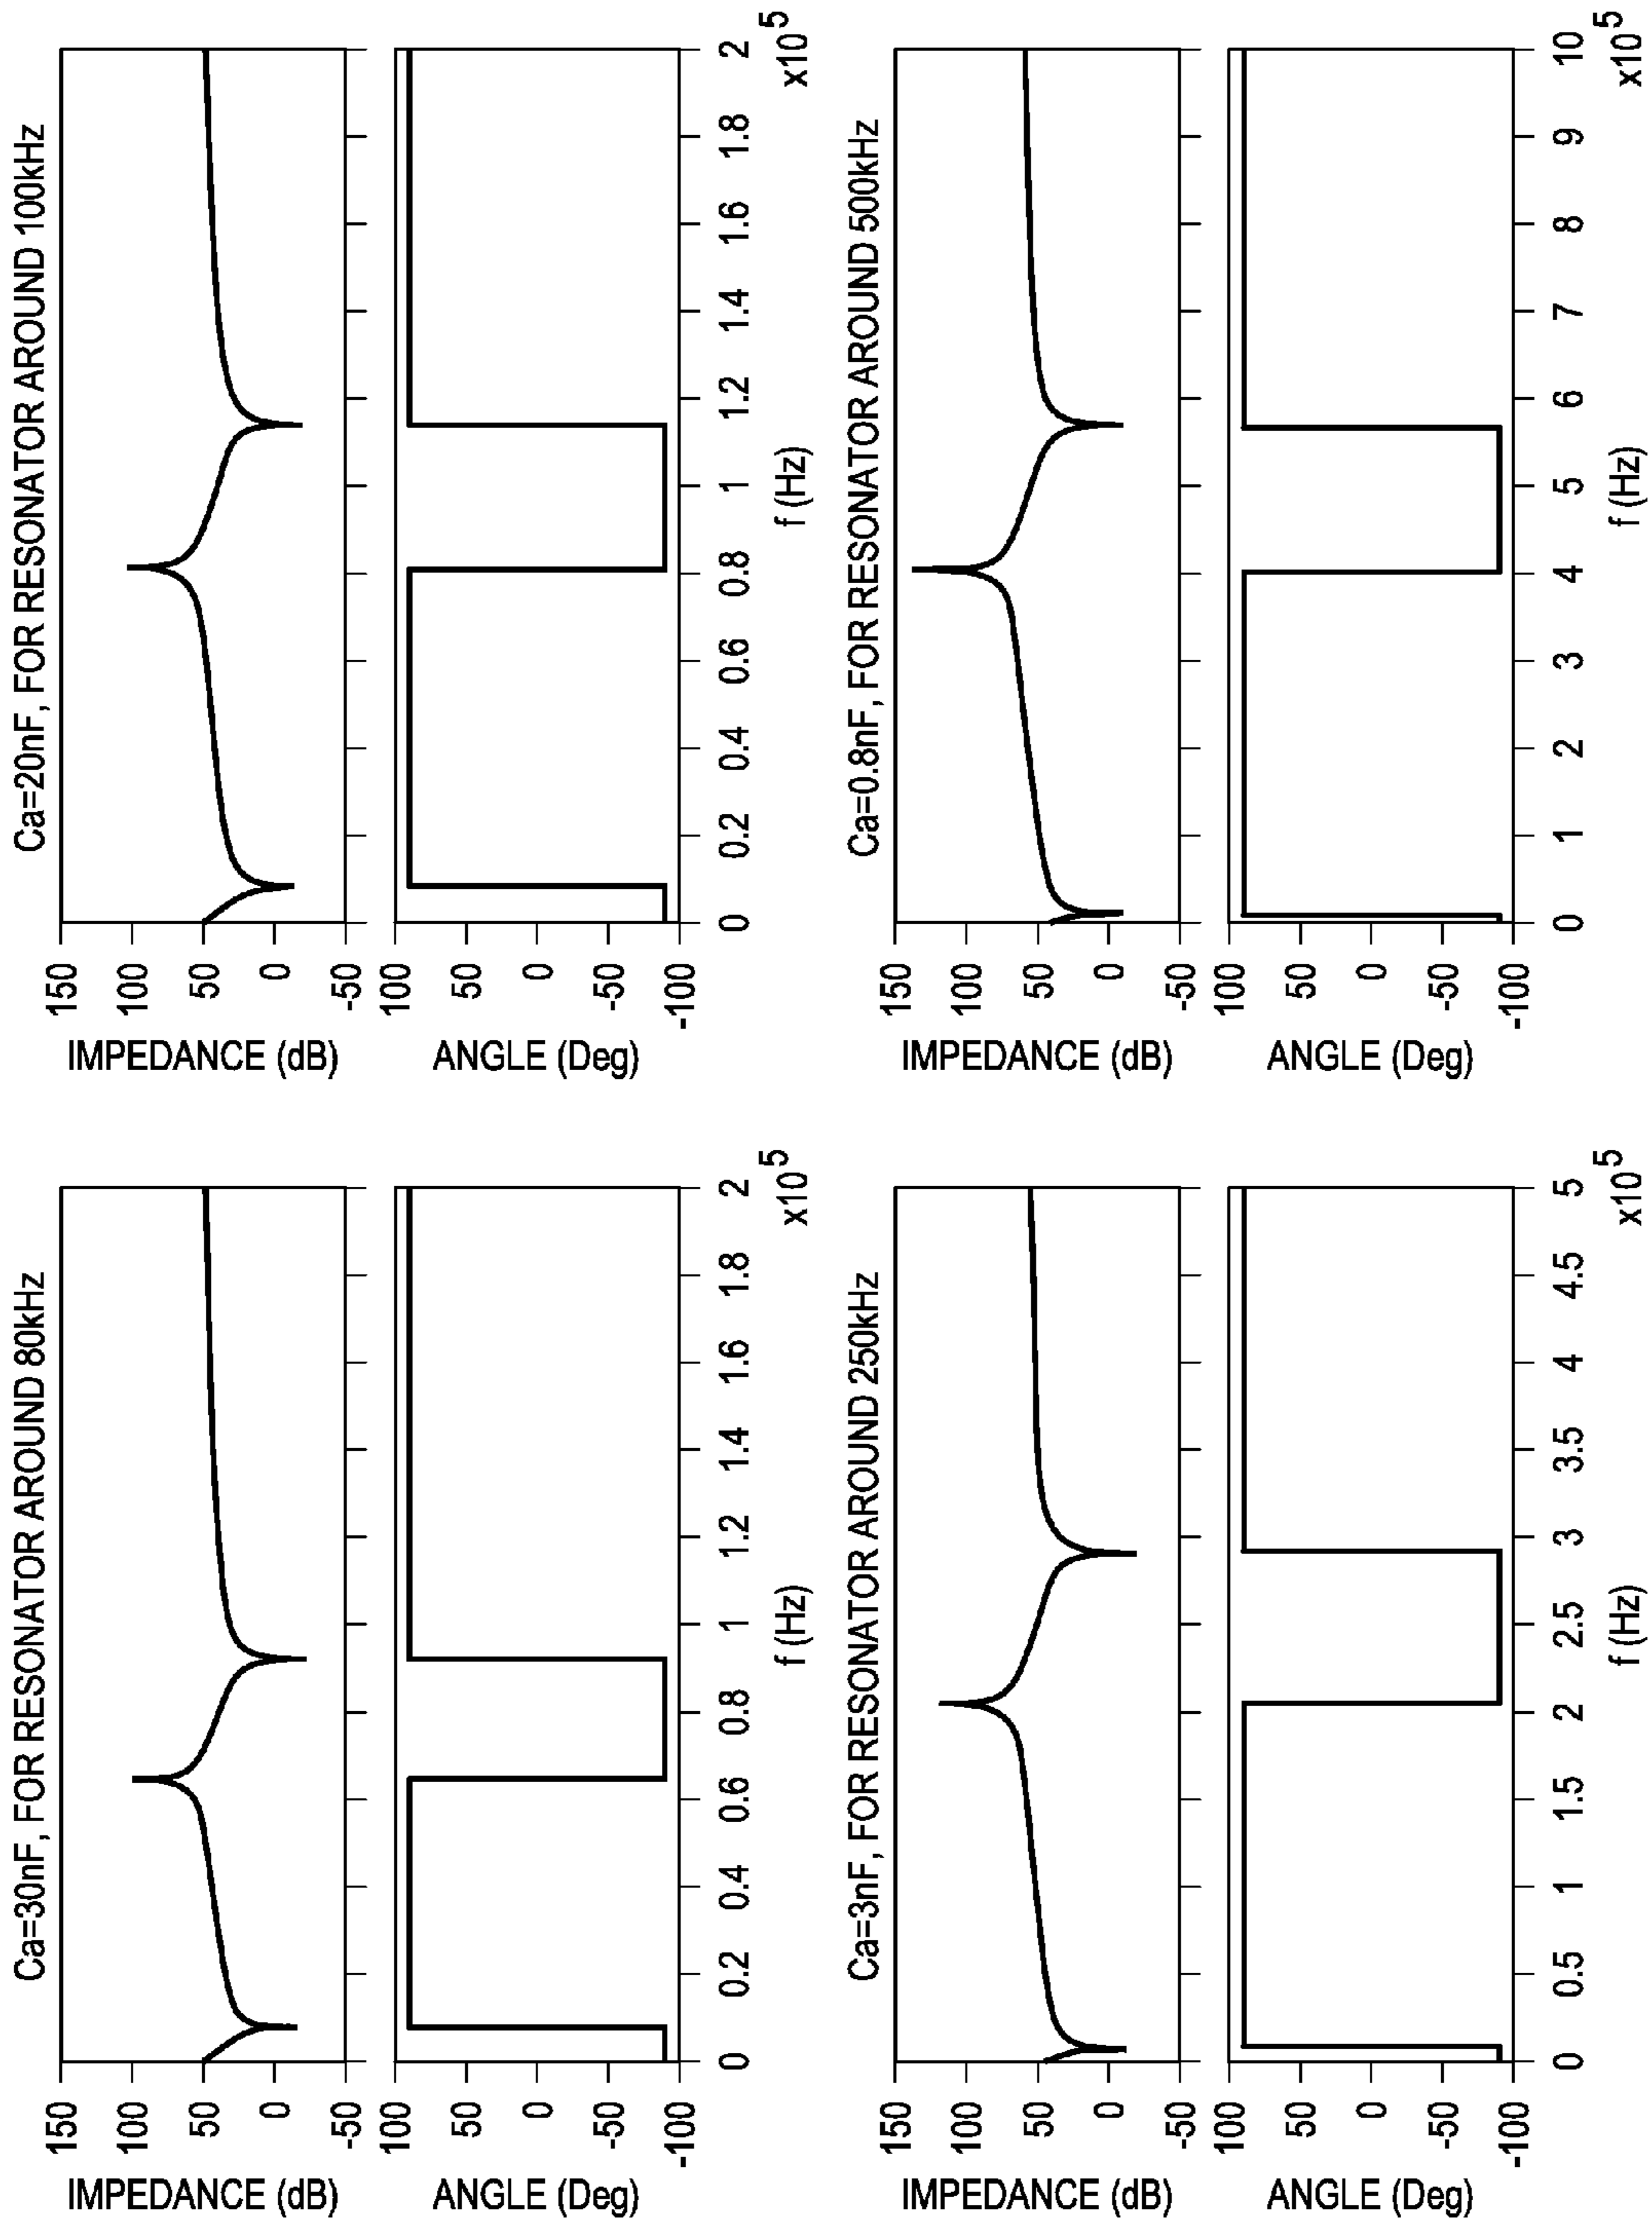 Ca=30nF, FOR RESONATOR AROUND 80kHz
IMPEDANCE (dB)
150
100
50
0
-50
ANGLE (Deg)
100
50
0
-50
-100
0 0.2 0.4 0.6 0.8 1 1.2 1.4 1.6 1.8 2
f (Hz)
x10 5
Ca=20nF, FOR RESONATOR AROUND 100kHz
IMPEDANCE (dB)
150
100
50
0
-50
ANGLE (Deg)
100
50
0
-50
-100
0 0.2 0.4 0.6 0.8 1 1.2 1.4 1.6 1.8 2
f (Hz)
x10 5
Ca=3nF, FOR RESONATOR AROUND 250kHz
IMPEDANCE (dB)
150
100
50
0
-50
ANGLE (Deg)
100
50
0
-50
-100
0 0.5 1 1.5 2 2.5 3 3.5 4 4.5 5
f (Hz)
x10 5
Ca=0.8nF, FOR RESONATOR AROUND 500kHz
IMPEDANCE (dB)
150
100
50
0
-50
ANGLE (Deg)
100
50
0
-50
-100
0 1 2 3 4 5 6 7 8 9 10
f (Hz)
x10 5